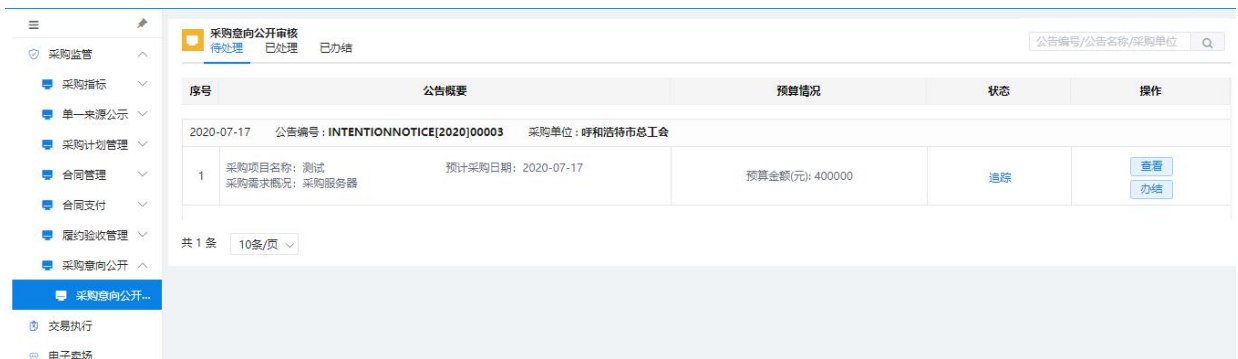 采购监管
采购指标
单一来源公示
采购计划管理
合同管理
合同支付
履约验收管理
采购意向公开
采购意向公开...
交易执行
电子卖场
采购意向公开审核
待处理 已处理 已办结
公告编号/公告名称/采购单位
序号 公告概要 预算情况 状态 操作
2020-07-17 公告编号：INTENTIONNOTICE[2020]00003 采购单位：呼和浩特市总工会
1 采购项目名称：测试 预计采购日期：2020-07-17 预算金额(元): 400000 追踪 查看
采购需求概况：采购服务器 办结
共 1 条 10条/页